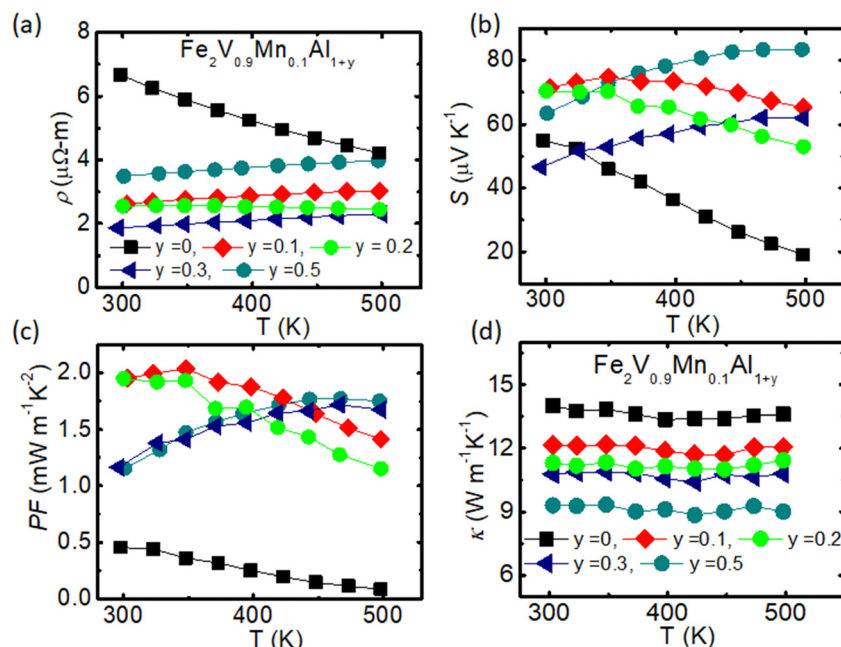 (a)
Fe₂V₀.₉Mn₀.₁Al₁₊y
8
6
4
2
0
ρ (μΩ-m)
y =0, y =0.1, y = 0.2
y =0.3, y =0.5
300 400 500
T (K)
(b)
80
60
40
20
S (μV K⁻¹)
300 400 500
T (K)
(c)
2.0
1.5
1.0
0.5
0.0
PF (mW m⁻¹K⁻²)
300 400 500
T (K)
(d)
Fe₂V₀.₉Mn₀.₁Al₁₊y
18
15
12
9
6
κ (W m⁻¹K⁻¹)
y =0, y =0.1, y =0.2
y =0.3, y =0.5
300 400 500
T (K)